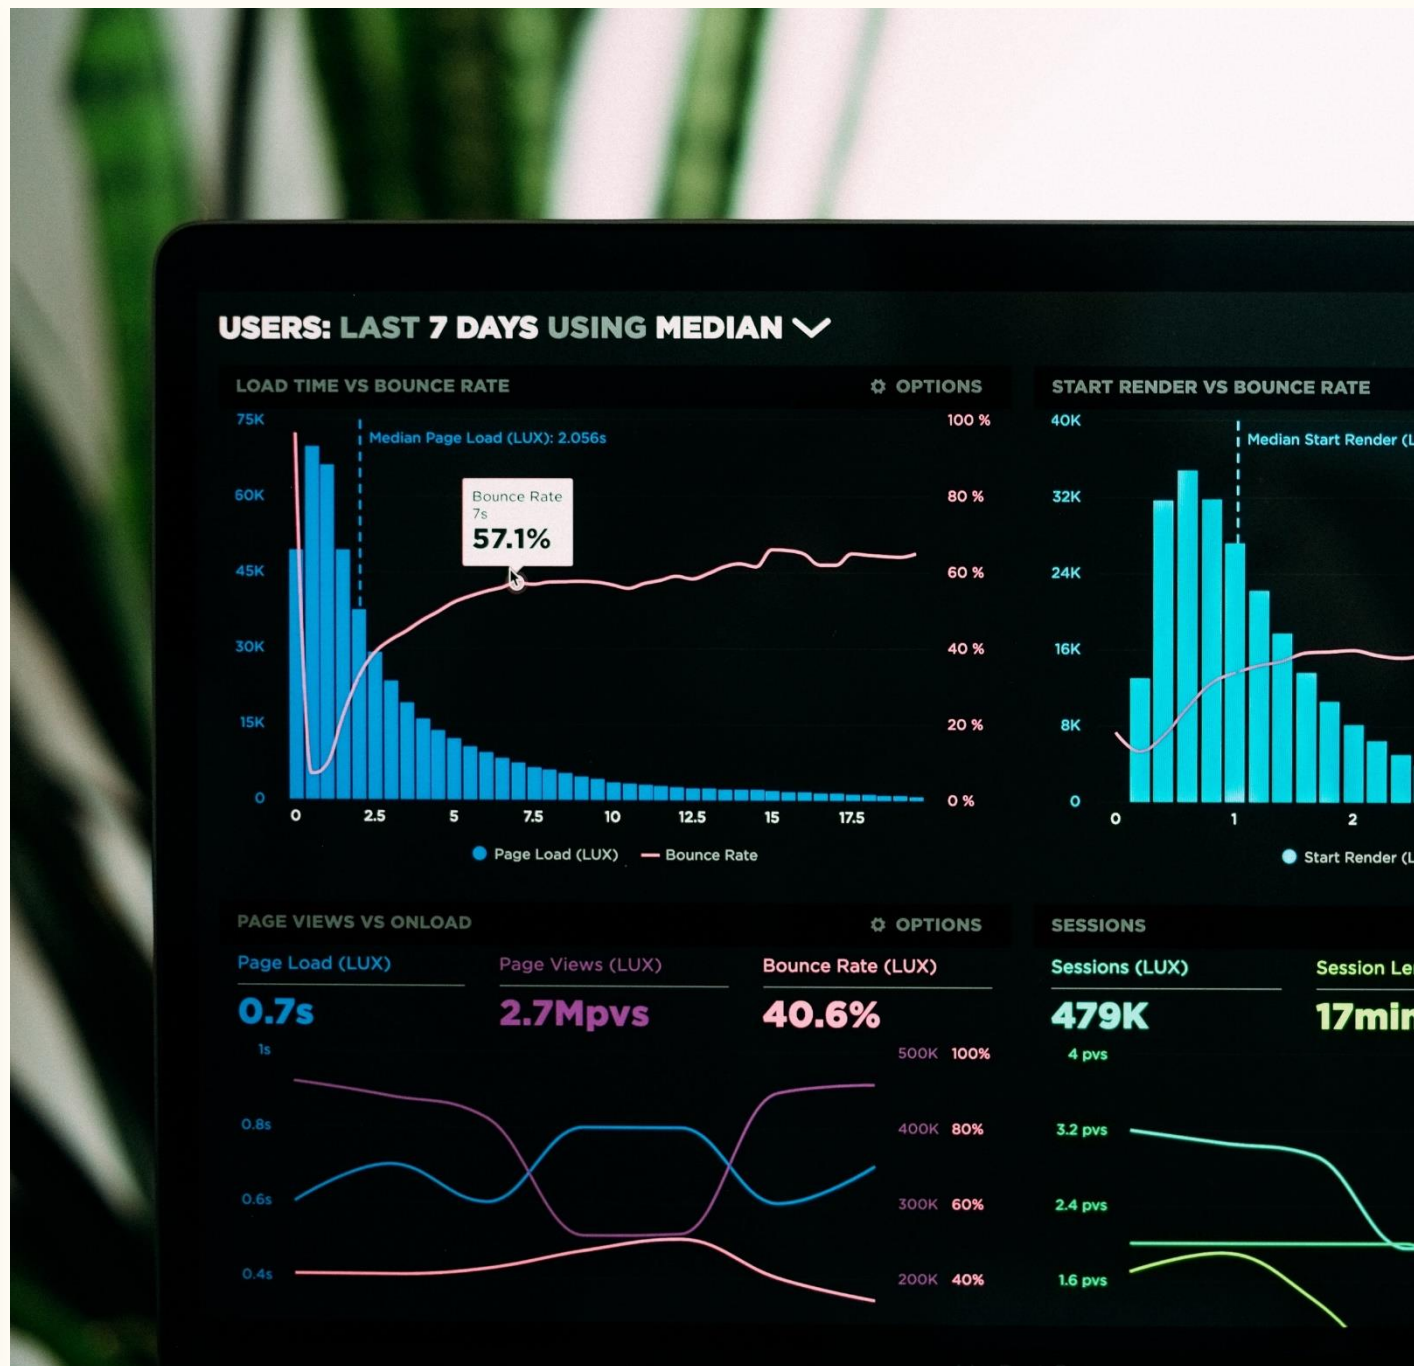 USERS: LAST 7 DAYS USING MEDIAN
LOAD TIME VS BOUNCE RATE
OPTIONS
75K
60K
45K
30K
15K
0
Median Page Load (LUX): 2.056s
Bounce Rate
7s
57.1%
100 %
80 %
60 %
40 %
20 %
0 %
0 2.5 5 7.5 10 12.5 15 17.5
Page Load (LUX) Bounce Rate
START RENDER VS BOUNCE RATE
40K
32K
24K
16K
8K
0
Median Start Render (L
0 1 2
Start Render (L
PAGE VIEWS VS ONLOAD
OPTIONS
Page Load (LUX)
0.7s
Page Views (LUX)
2.7Mpvs
Bounce Rate (LUX)
40.6%
1s
0.8s
0.6s
0.4s
500K 100%
400K 80%
300K 60%
200K 40%
SESSIONS
Sessions (LUX)
479K
Session Le
17min
4 pvs
3.2 pvs
2.4 pvs
1.6 pvs